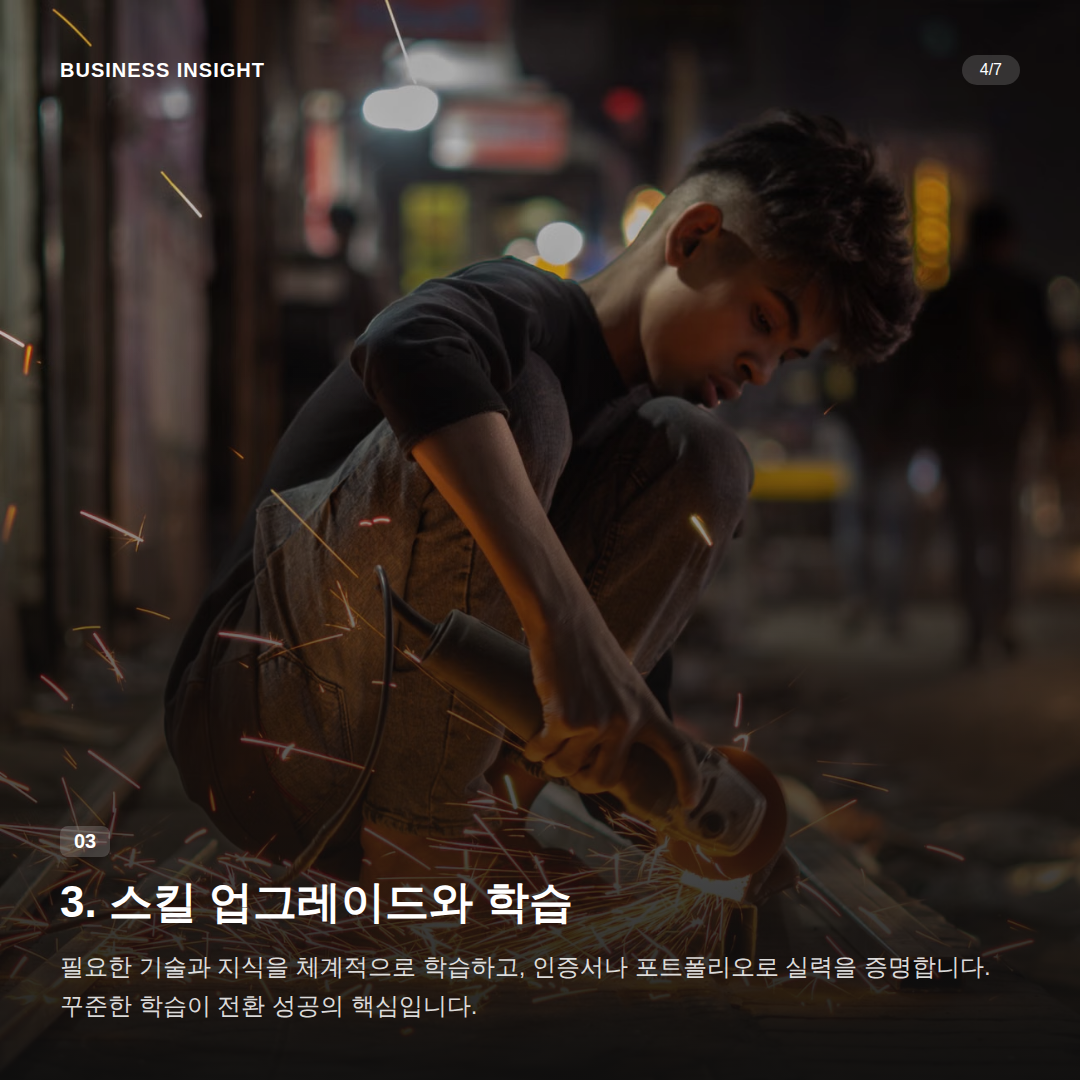 BUSINESS INSIGHT
4/7
03
3. 스킬 업그레이드와 학습
필요한 기술과 지식을 체계적으로 학습하고, 인증서나 포트폴리오로 실력을 증명합니다.
꾸준한 학습이 전환 성공의 핵심입니다.